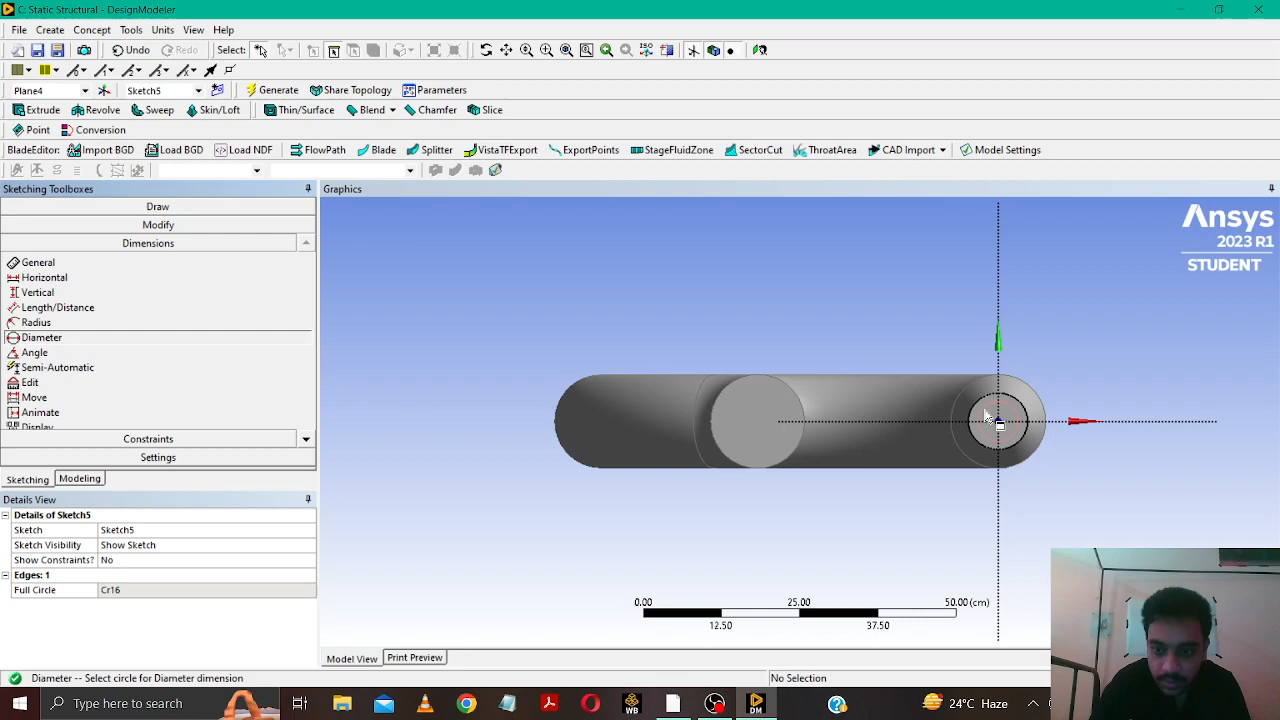 C: Static Structural - DesignModeler
File Create Concept Tools Units View Help
Undo Redo Select:
Plane4 Sketch5 Generate Share Topology Parameters
Extrude Revolve Sweep Skin/Loft Thin/Surface Blend Chamfer Slice
Point Conversion
BladeEditor: Import BGD Load BGD Load NDF FlowPath Blade Splitter VistaTFExport ExportPoints StageFluidZone SectorCut ThroatArea CAD Import Model Settings
Sketching Toolboxes
Draw
Modify
Dimensions
General
Horizontal
Vertical
Length/Distance
Radius
Diameter
Angle
Semi-Automatic
Edit
Move
Animate
Display
Constraints
Settings
Sketching Modeling
Details View
Details of Sketch5
Sketch Sketch5
Sketch Visibility Show Sketch
Show Constraints? No
Edges: 1
Full Circle Cr16
Graphics
Ansys
2023 R1
STUDENT
0.00 25.00 50.00 (cm)
12.50 37.50
Model View Print Preview
Diameter -- Select circle for Diameter dimension
No Selection
Type here to search
WB
DM
24°C Haze